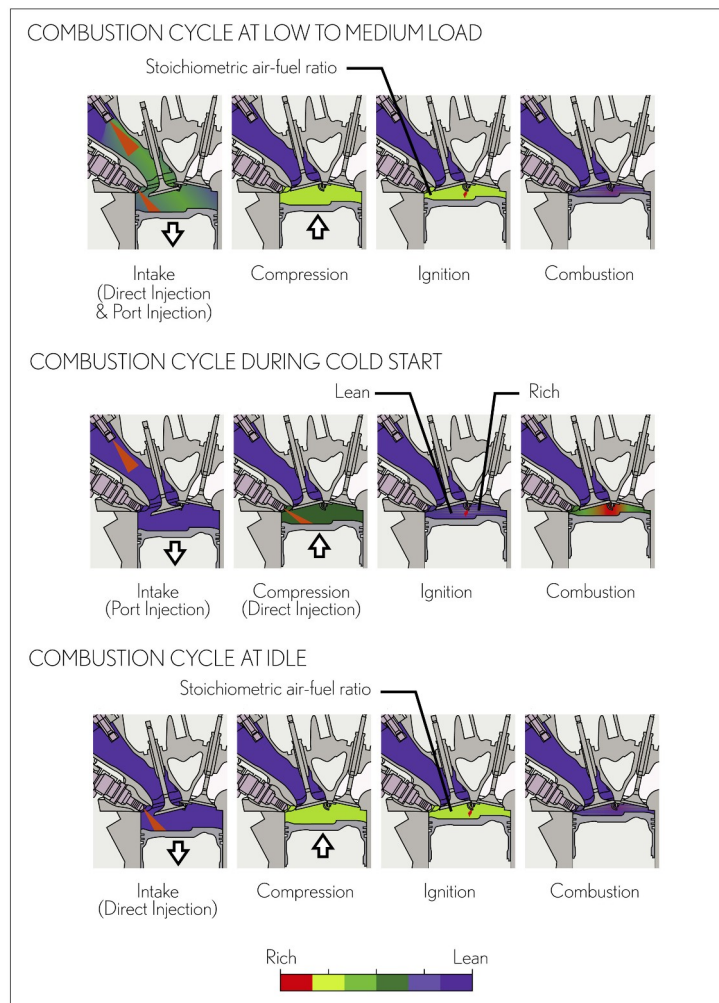 COMBUSTION CYCLE AT LOW TO MEDIUM LOAD
Stoichiometric air-fuel ratio
Intake
(Direct Injection
& Port Injection)
Compression
Ignition
Combustion
COMBUSTION CYCLE DURING COLD START
Lean
Rich
Intake
(Port Injection)
Compression
(Direct Injection)
Ignition
Combustion
COMBUSTION CYCLE AT IDLE
Stoichiometric air-fuel ratio
Intake
(Direct Injection)
Compression
Ignition
Combustion
Rich
Lean